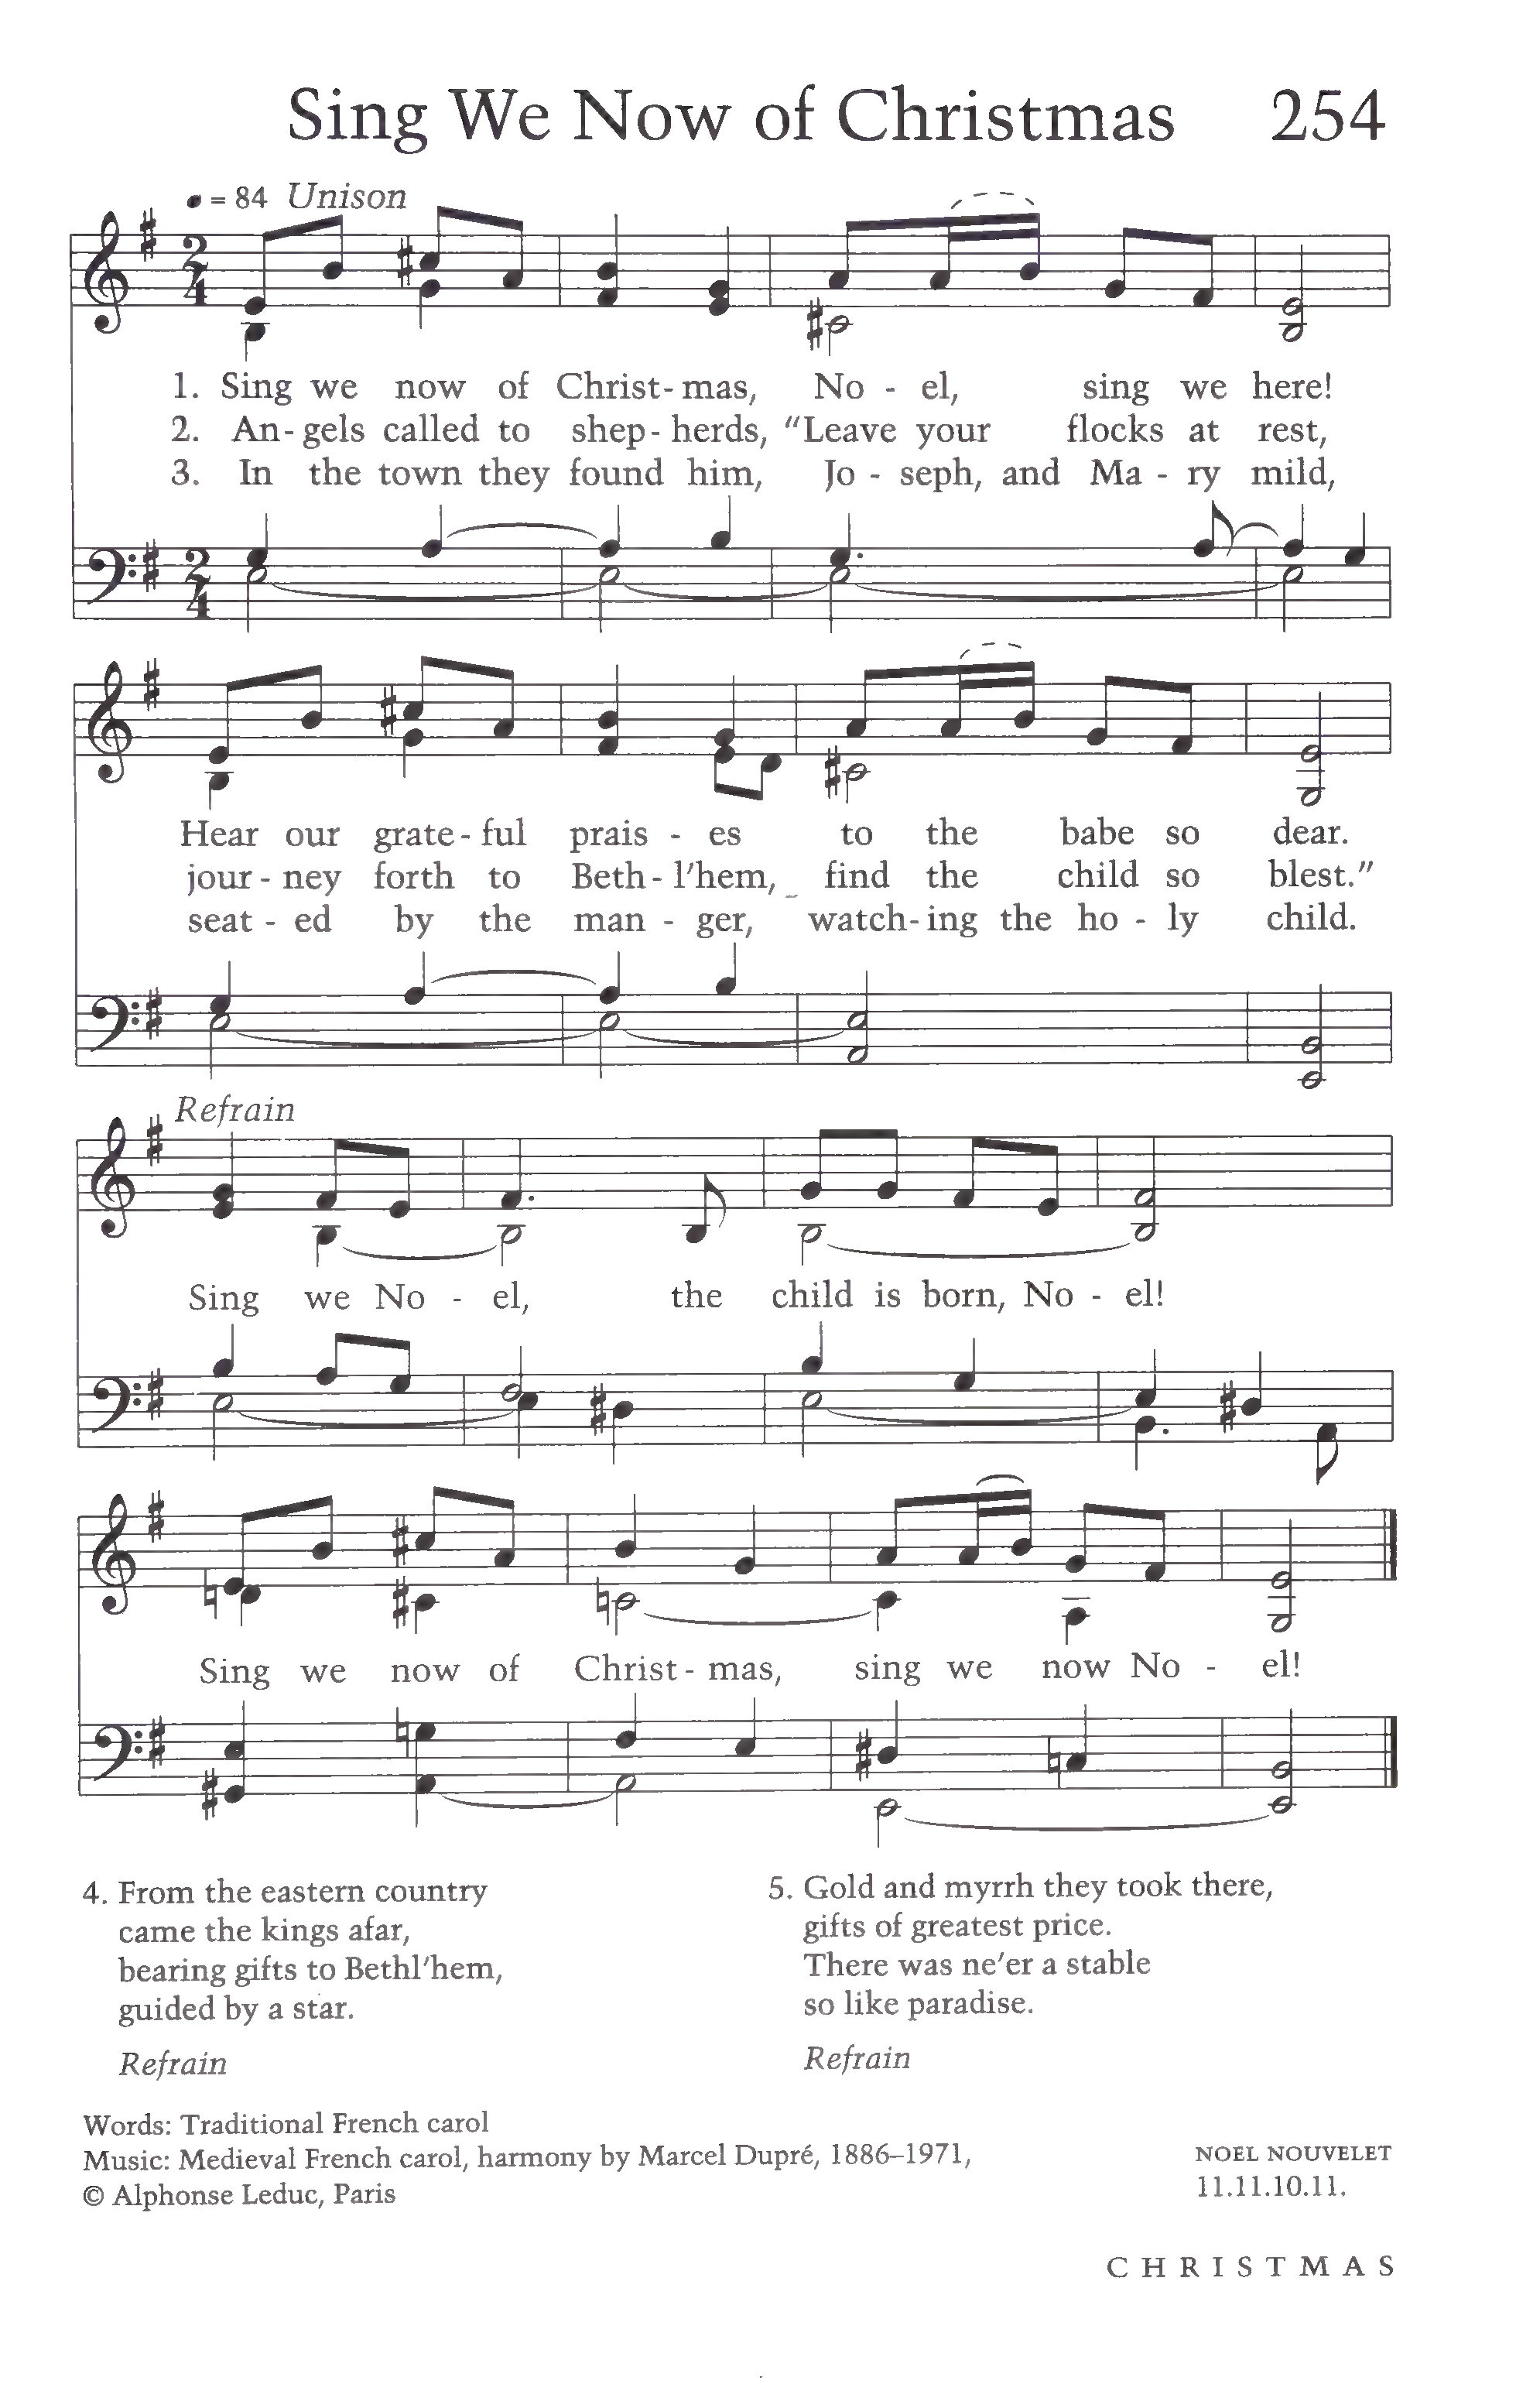 Sing We Now of Christmas 254
= 84 Unison
1. Sing we now of Christ-mas, No - el, sing we here!
2. An-gels called to shep-herds, "Leave your flocks at rest,
3. In the town they found him, Jo - seph, and Ma - ry mild,
Hear our grate-ful prais - es to the babe so dear.
jour-ney forth to Beth-l'hem, find the child so blest."
seat - ed by the man - ger, watch-ing the ho - ly child.
Refrain
Sing we No - el, the child is born, No - el!
Sing we now of Christ-mas, sing we now No - el!
4. From the eastern country
came the kings afar,
bearing gifts to Bethl'hem,
guided by a star.
Refrain
5. Gold and myrrh they took there,
gifts of greatest price.
There was ne'er a stable
so like paradise.
Refrain
Words: Traditional French carol
Music: Medieval French carol, harmony by Marcel Dupré, 1886–1971,
© Alphonse Leduc, Paris
NOEL NOUVELET
11.11.10.11.
CHRISTMAS